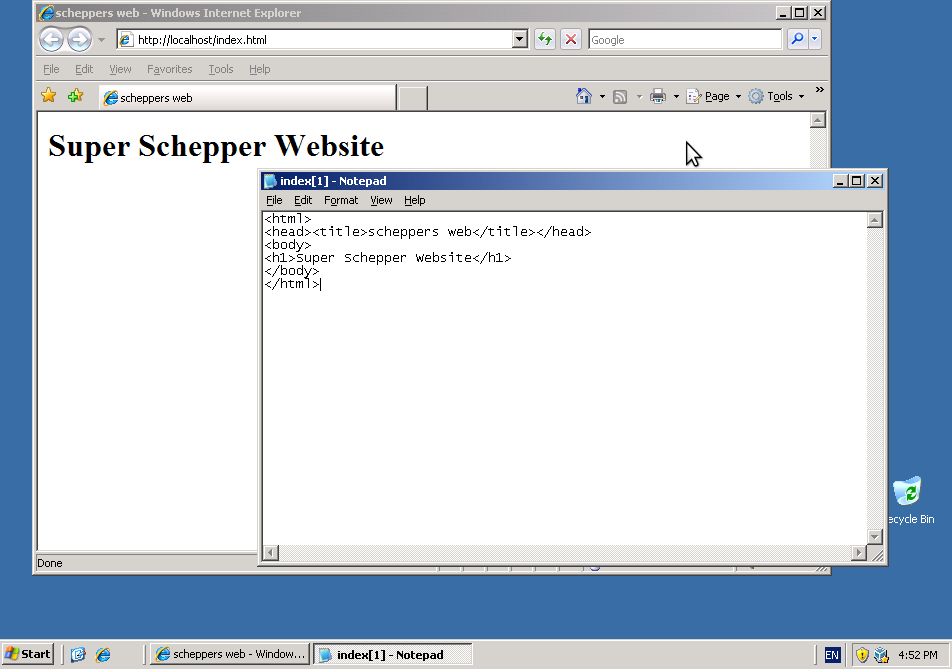 scheppers web - Windows Internet Explorer
http://localhost/index.html
Google
File Edit View Favorites Tools Help
scheppers web
Page Tools »
Super Schepper Website
index[1] - Notepad
File Edit Format View Help
<html>
<head><title>scheppers web</title></head>
<body>
<h1>Super Schepper Website</h1>
</body>
</html>
ecycle Bin
Done
Start
scheppers web - Window...
index[1] - Notepad
EN
4:52 PM